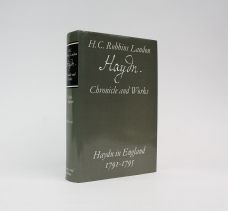 H.C. Robbins Landon
Haydn.
Chronicle and Works
Haydn in England
1791-1795